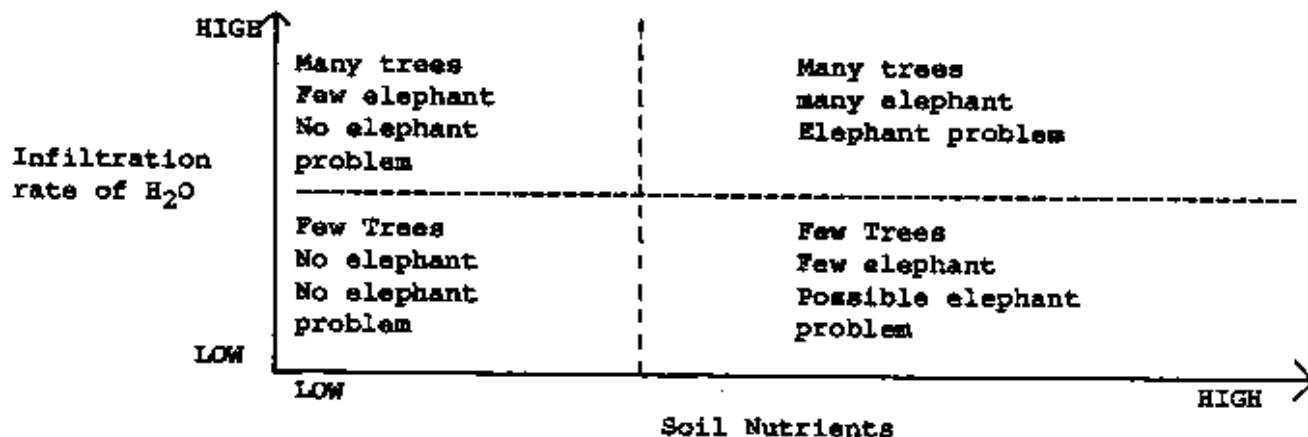 HIGH
Many trees
Few elephant
No elephant
problem
Many trees
many elephant
Elephant problem
Infiltration
rate of H₂O
Few Trees
No elephant
No elephant
problem
Few Trees
Few elephant
Possible elephant
problem
LOW
LOW
HIGH
Soil Nutrients